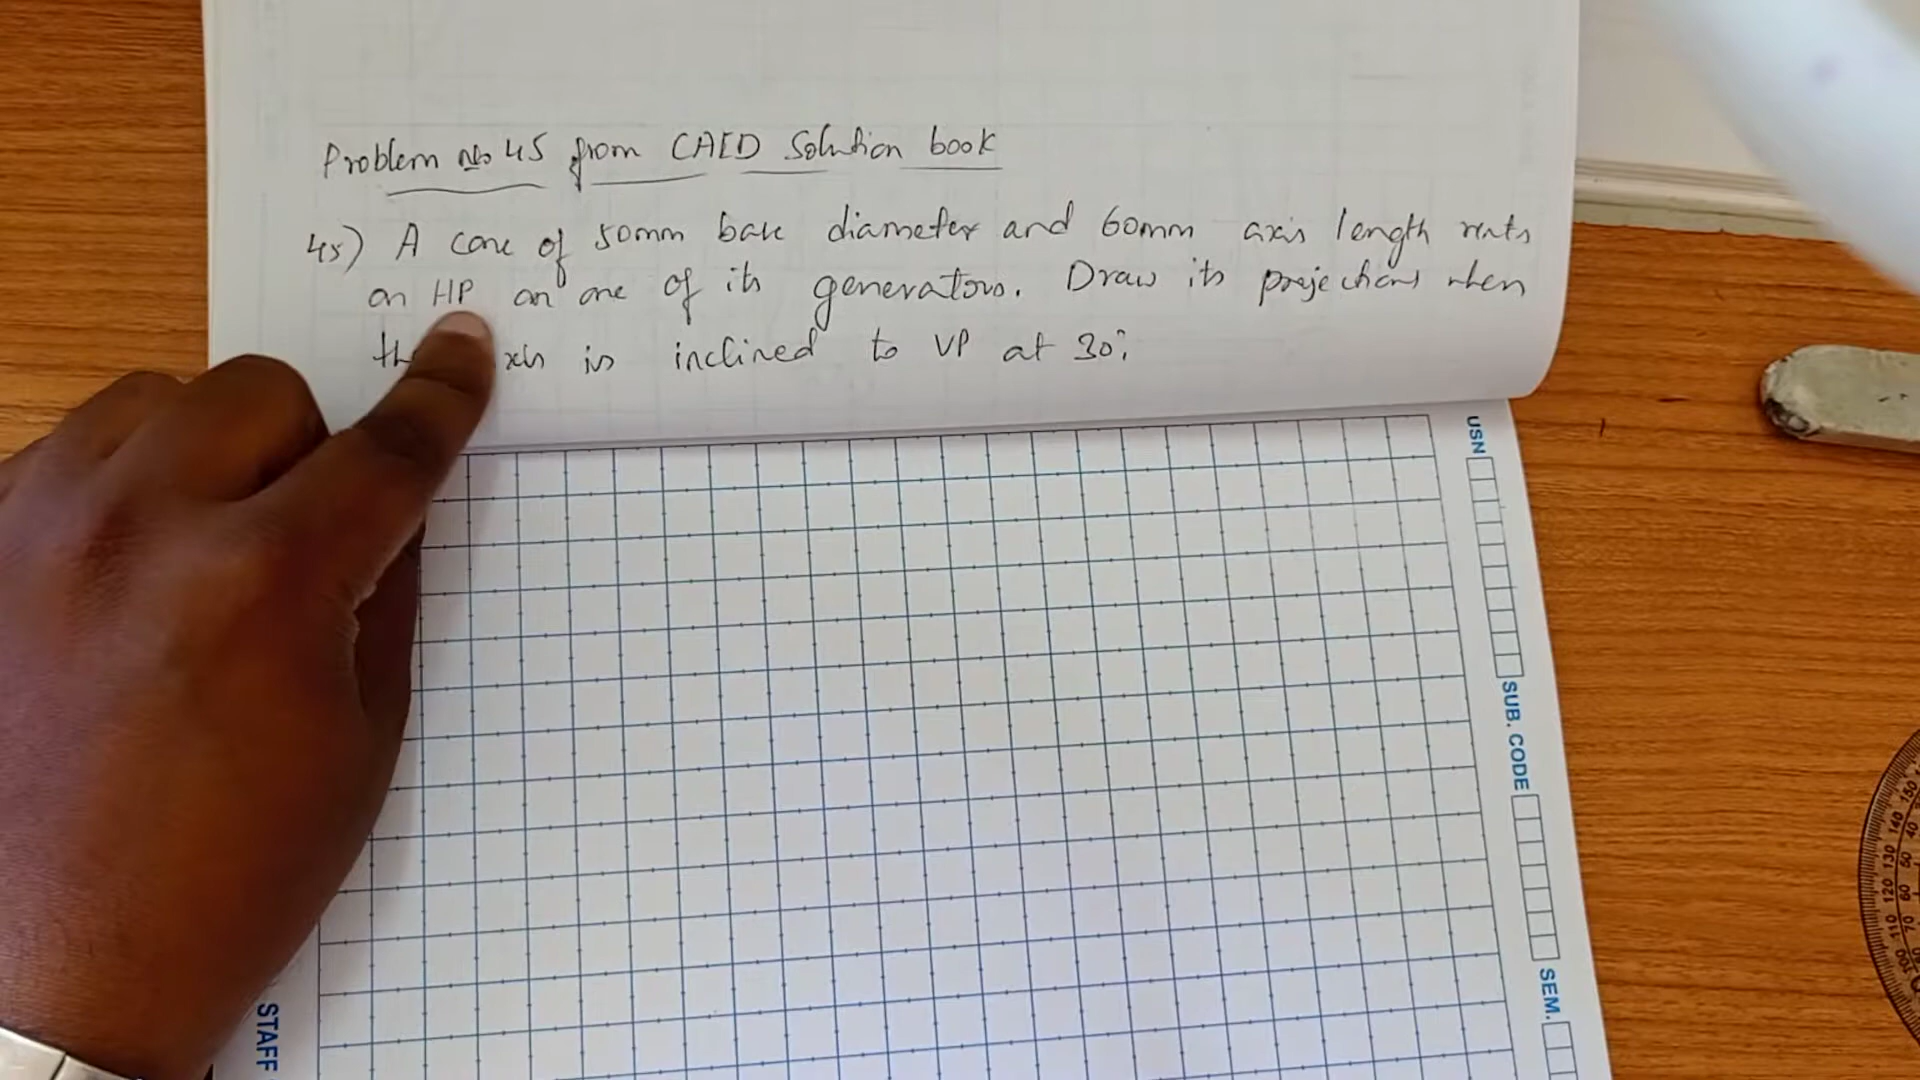 Problem No 45 from CAED Solution book
45) A cone of 50mm base diameter and 60mm axis length rests
on HP on one of its generators. Draw its projections when
is inclined to VP at 30°.
USN
SUB. CODE
SEM.
STAFF